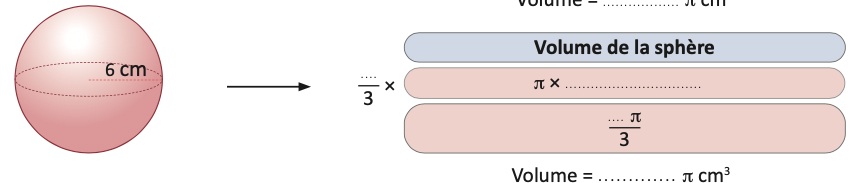 Volume = .................. π cm
6 cm
Volume de la sphère
.... / 3 × π × ................................
.... π / 3
Volume = ............. π cm³